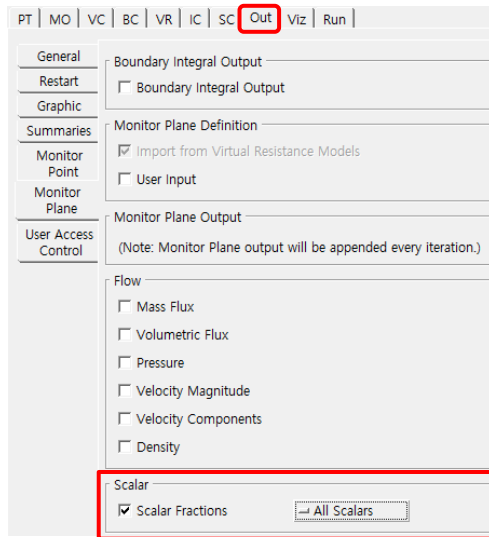 PT | MO | VC | BC | VR | IC | SC | Out | Viz | Run |
General
Restart
Graphic
Summaries
Monitor
Point
Monitor
Plane
User Access
Control
Boundary Integral Output
Boundary Integral Output
Monitor Plane Definition
Import from Virtual Resistance Models
User Input
Monitor Plane Output
(Note: Monitor Plane output will be appended every iteration.)
Flow
Mass Flux
Volumetric Flux
Pressure
Velocity Magnitude
Velocity Components
Density
Scalar
Scalar Fractions All Scalars